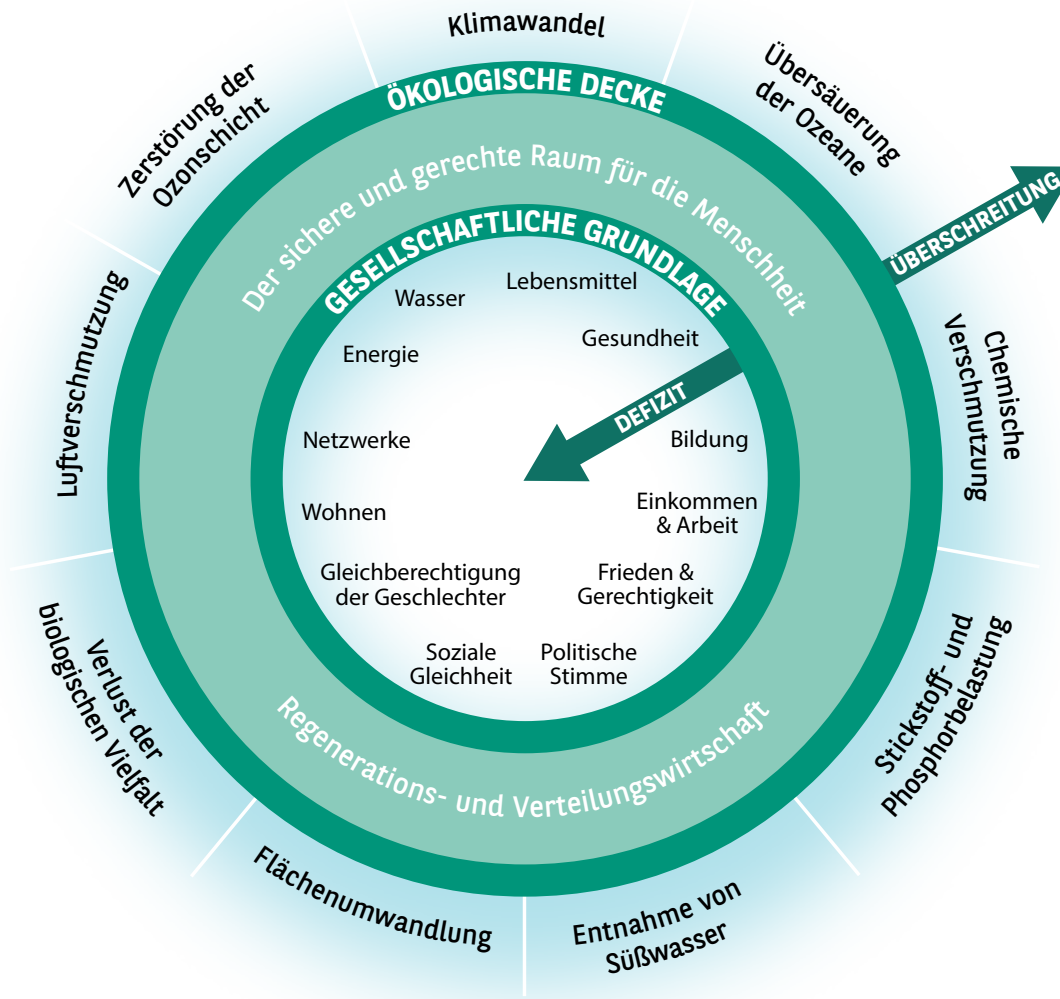 Klimawandel
Übersäuerung
der Ozeane
Chemische
Verschmutzung
Stickstoff- und
Phosphorbelastung
Entnahme von
Süßwasser
Flächenumwandlung
Verlust der
biologischen Vielfalt
Luftverschmutzung
Zerstörung der
Ozonschicht
ÖKOLOGISCHE DECKE
ÜBERSCHREITUNG
Der sichere und gerechte Raum für die Menschheit
GESELLSCHAFTLICHE GRUNDLAGE
Wasser
Lebensmittel
Gesundheit
Energie
DEFIZIT
Netzwerke
Bildung
Wohnen
Einkommen
& Arbeit
Gleichberechtigung
der Geschlechter
Frieden &
Gerechtigkeit
Soziale
Gleichheit
Politische
Stimme
Regenerations- und Verteilungswirtschaft